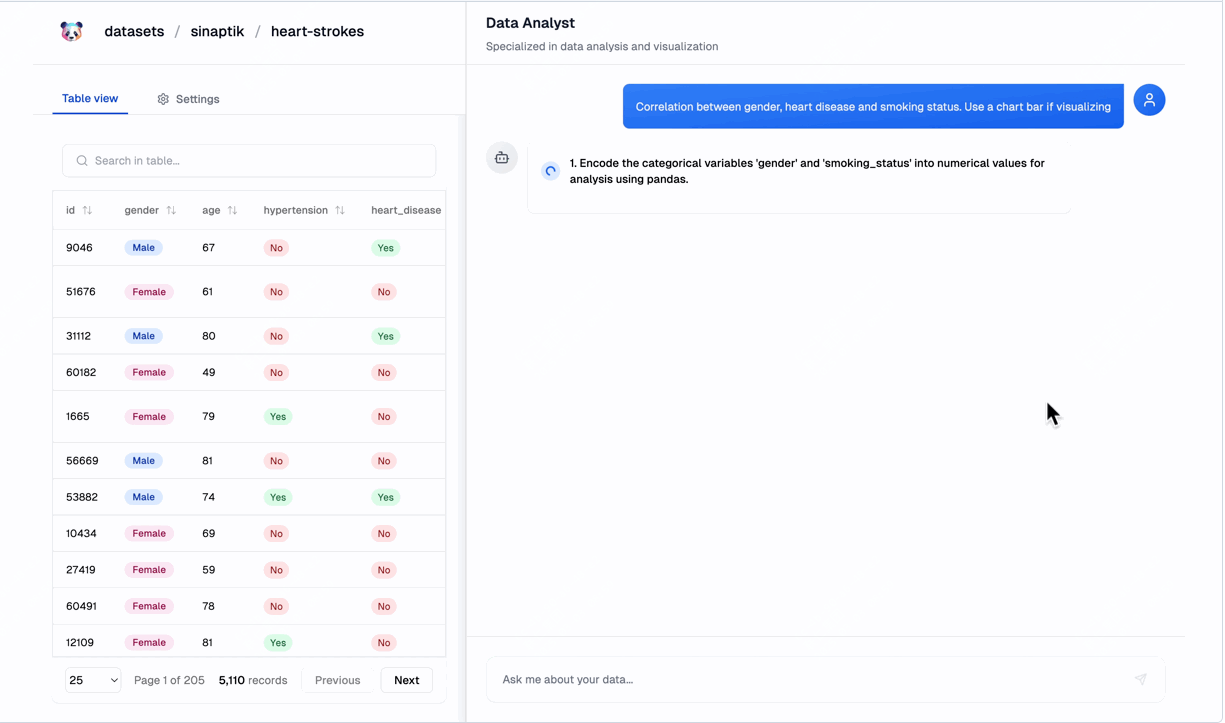 datasets / sinaptik / heart-strokes
Table view
Settings
Search in table...
id gender age hypertension heart_disease
9046 Male 67 No Yes
51676 Female 61 No No
31112 Male 80 No Yes
60182 Female 49 No No
1665 Female 79 Yes No
56669 Male 81 No No
53882 Male 74 Yes Yes
10434 Female 69 No No
27419 Female 59 No No
60491 Female 78 No No
12109 Female 81 Yes No
25 Page 1 of 205 5,110 records Previous Next
Data Analyst
Specialized in data analysis and visualization
Correlation between gender, heart disease and smoking status. Use a chart bar if visualizing
1. Encode the categorical variables 'gender' and 'smoking_status' into numerical values for
analysis using pandas.
Ask me about your data...